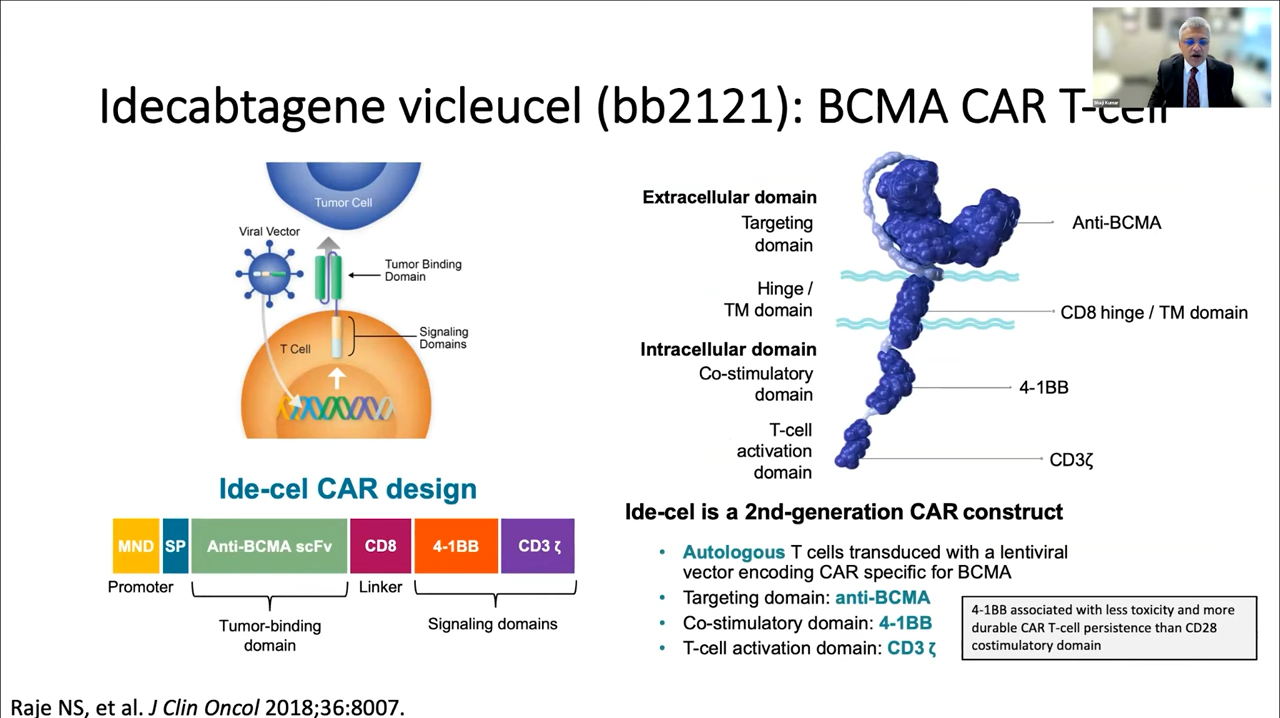 Idecabtagene vicleucel (bb2121): BCMA CAR T-cell
Shaji Kumar
Tumor Cell
Viral Vector
Tumor Binding
Domain
Signaling
Domains
T Cell
Extracellular domain
Targeting
domain
Anti-BCMA
Hinge /
TM domain
CD8 hinge / TM domain
Intracellular domain
Co-stimulatory
domain
4-1BB
T-cell
activation
domain
CD3ζ
Ide-cel CAR design
MND SP Anti-BCMA scFv CD8 4-1BB CD3 ζ
Promoter Linker
Tumor-binding
domain
Signaling domains
Ide-cel is a 2nd-generation CAR construct
• Autologous T cells transduced with a lentiviral
vector encoding CAR specific for BCMA
• Targeting domain: anti-BCMA
• Co-stimulatory domain: 4-1BB
• T-cell activation domain: CD3 ζ
4-1BB associated with less toxicity and more
durable CAR T-cell persistence than CD28
costimulatory domain
Raje NS, et al. J Clin Oncol 2018;36:8007.